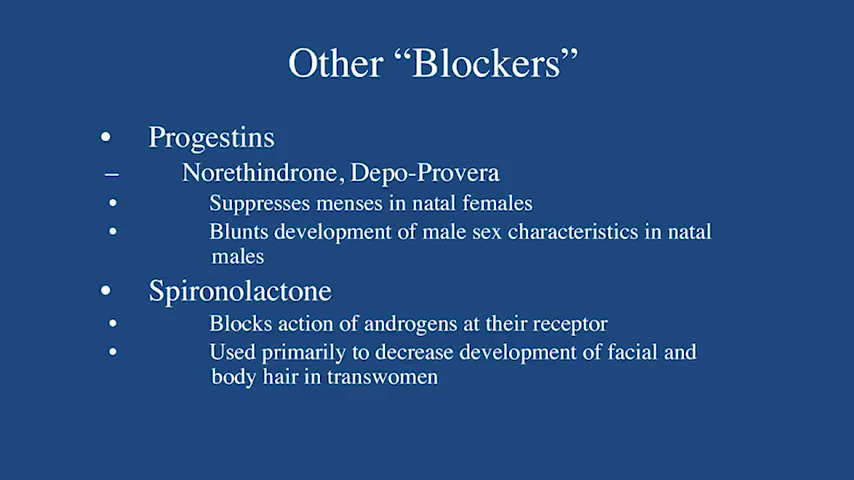 Other “Blockers”
• Progestins
– Norethindrone, Depo-Provera
• Suppresses menses in natal females
• Blunts development of male sex characteristics in natal
males
• Spironolactone
• Blocks action of androgens at their receptor
• Used primarily to decrease development of facial and
body hair in transwomen